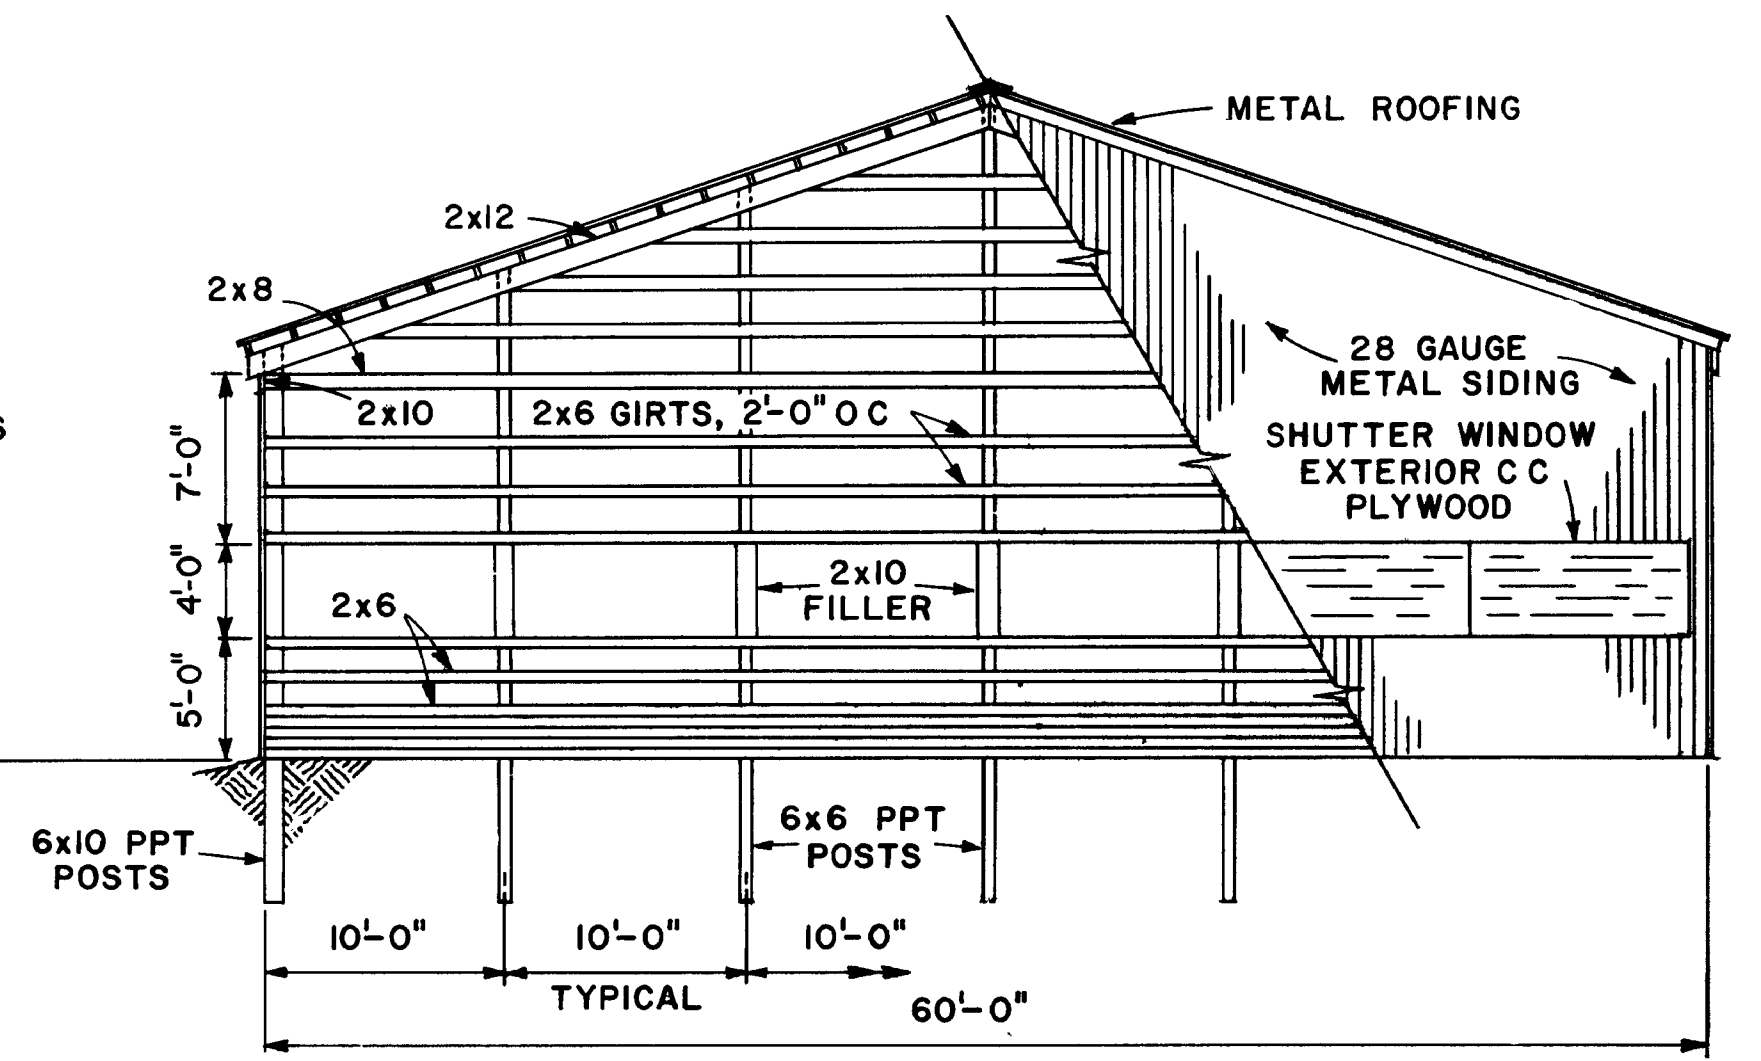 METAL ROOFING
2x12
2x8
28 GAUGE
METAL SIDING
2x10
2x6 GIRTS, 2'-0" O C
SHUTTER WINDOW
EXTERIOR C C
PLYWOOD
S
7'-0"
4'-0"
5'-0"
2x10
FILLER
2x6
6x10 PPT
POSTS
6x6 PPT
POSTS
10'-0"
10'-0"
10'-0"
TYPICAL
60'-0"